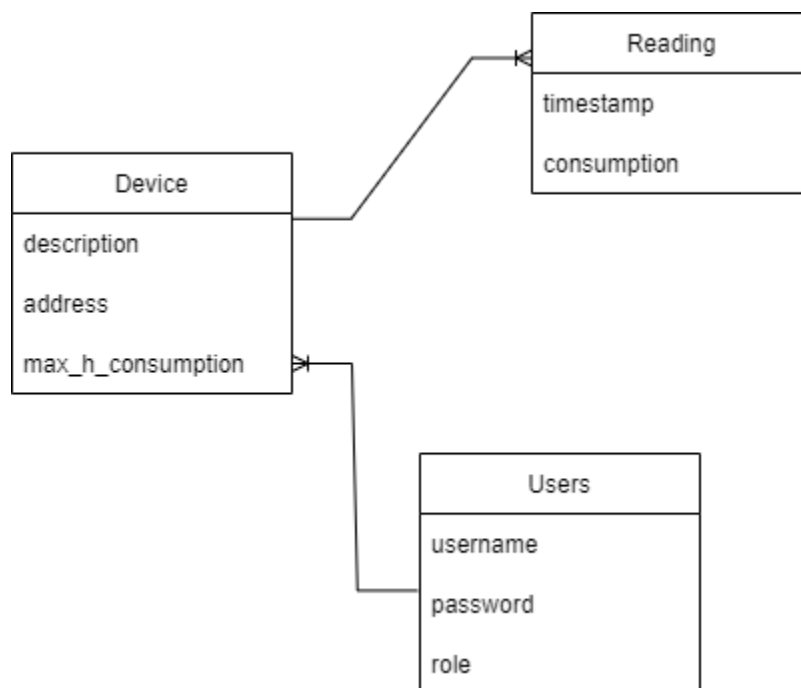 Reading
timestamp
consumption
Device
description
address
max_h_consumption
Users
username
password
role